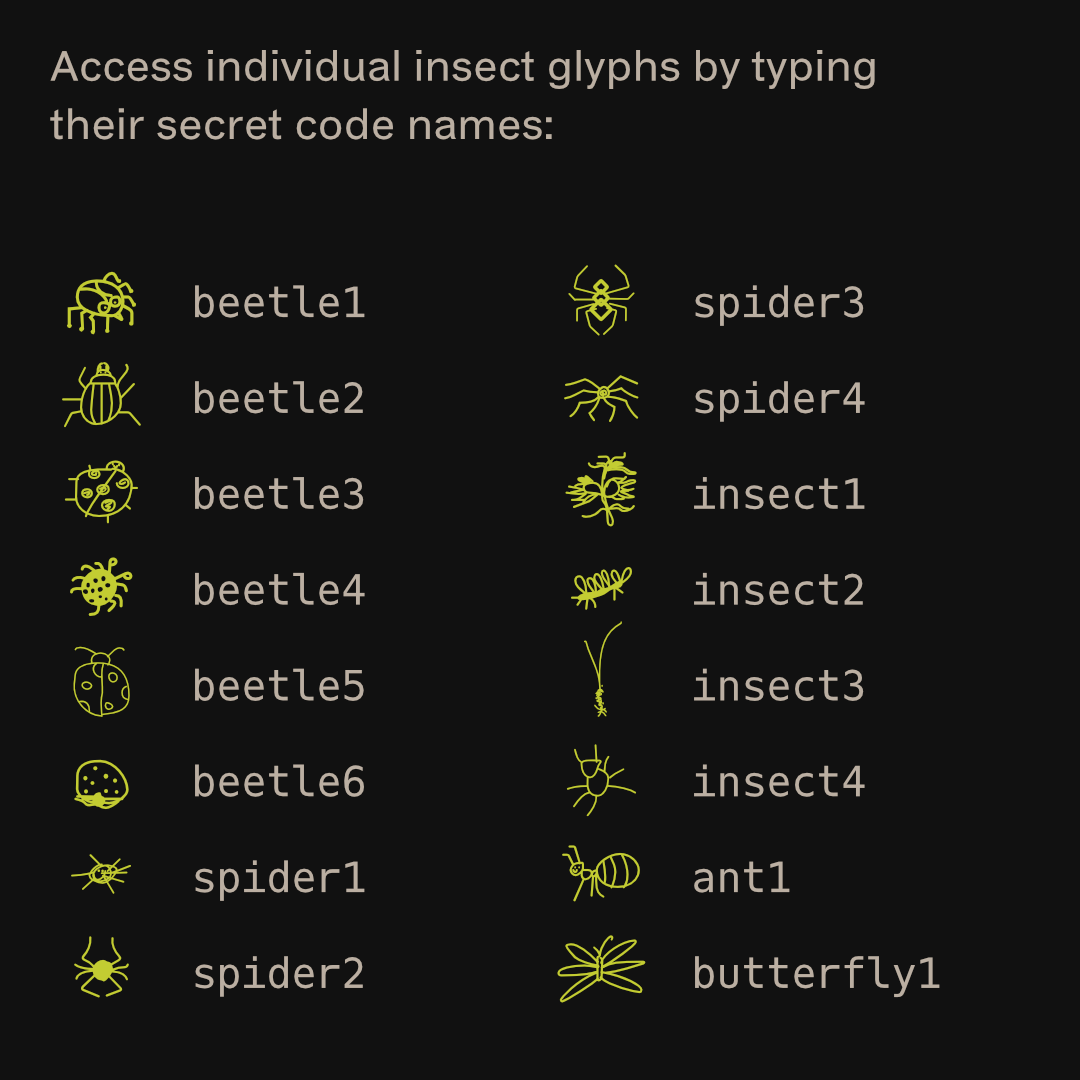 Access individual insect glyphs by typing
their secret code names:
beetle1
beetle2
beetle3
beetle4
beetle5
beetle6
spider1
spider2
spider3
spider4
insect1
insect2
insect3
insect4
ant1
butterfly1